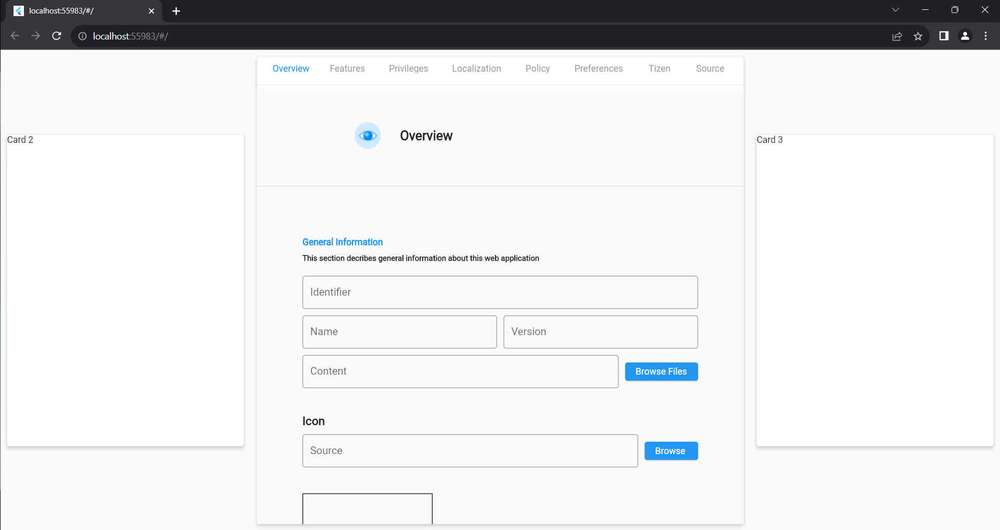 localhost:55983/#/
localhost:55983/#/
Overview Features Privileges Localization Policy Preferences Tizen Source
Overview
Card 2
Card 3
General Information
This section decribes general information about this web application
Identifier
Name Version
Content Browse Files
Icon
Source Browse